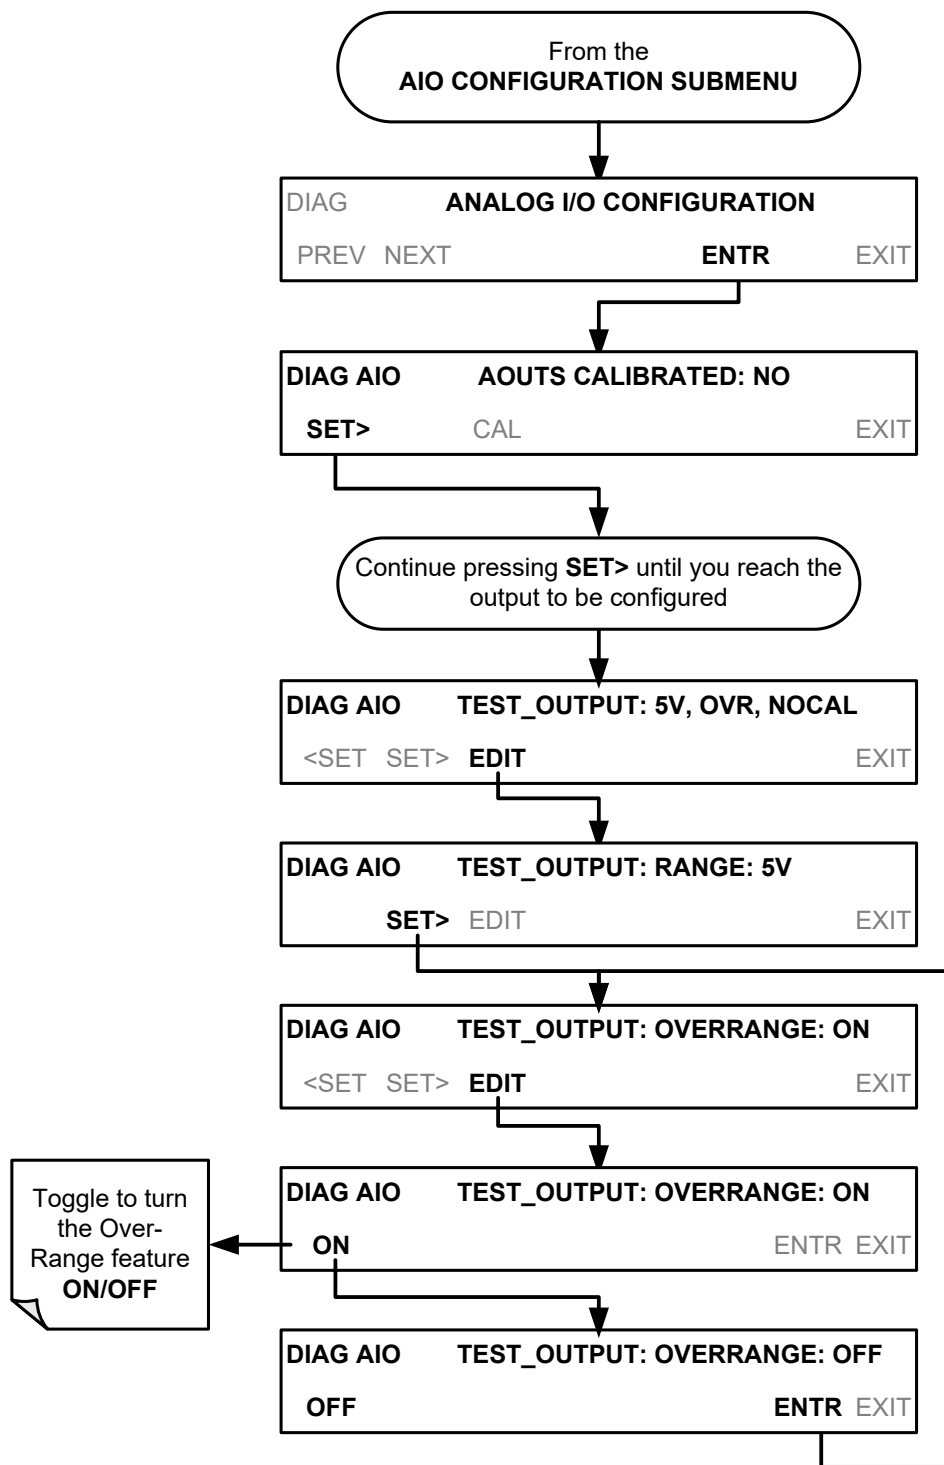 From the
AIO CONFIGURATION SUBMENU
DIAG ANALOG I/O CONFIGURATION
PREV NEXT ENTR EXIT
DIAG AIO AOUTS CALIBRATED: NO
SET> CAL EXIT
Continue pressing SET> until you reach the
output to be configured
DIAG AIO TEST_OUTPUT: 5V, OVR, NOCAL
<SET SET> EDIT EXIT
DIAG AIO TEST_OUTPUT: RANGE: 5V
SET> EDIT EXIT
DIAG AIO TEST_OUTPUT: OVERRANGE: ON
<SET SET> EDIT EXIT
Toggle to turn
the Over-
Range feature
ON/OFF
DIAG AIO TEST_OUTPUT: OVERRANGE: ON
ON ENTR EXIT
DIAG AIO TEST_OUTPUT: OVERRANGE: OFF
OFF ENTR EXIT